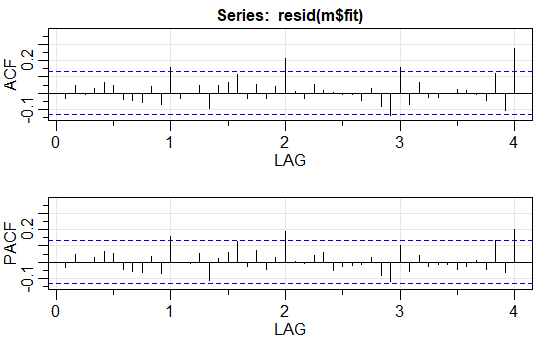 Series: resid(m$fit)
ACF
0.2
-0.1
0 1 2 3 4
LAG
PACF
0.2
-0.1
0 1 2 3 4
LAG